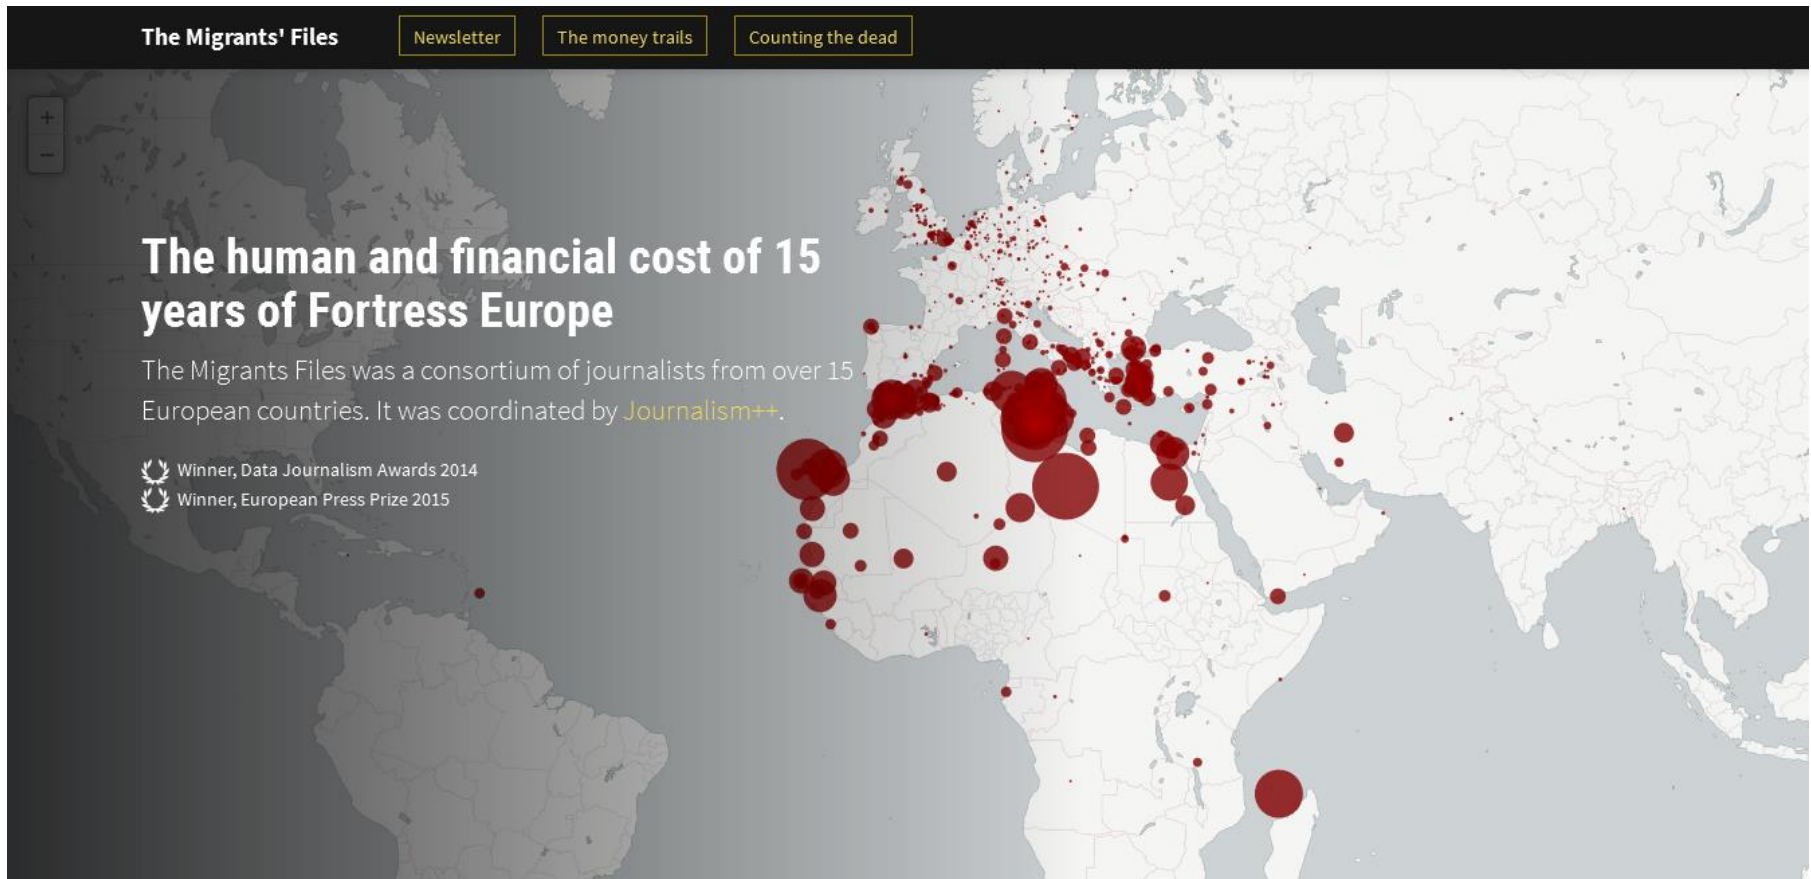 The Migrants' Files
Newsletter
The money trails
Counting the dead
+
−
The human and financial cost of 15
years of Fortress Europe
The Migrants Files was a consortium of journalists from over 15
European countries. It was coordinated by Journalism++.
Winner, Data Journalism Awards 2014
Winner, European Press Prize 2015